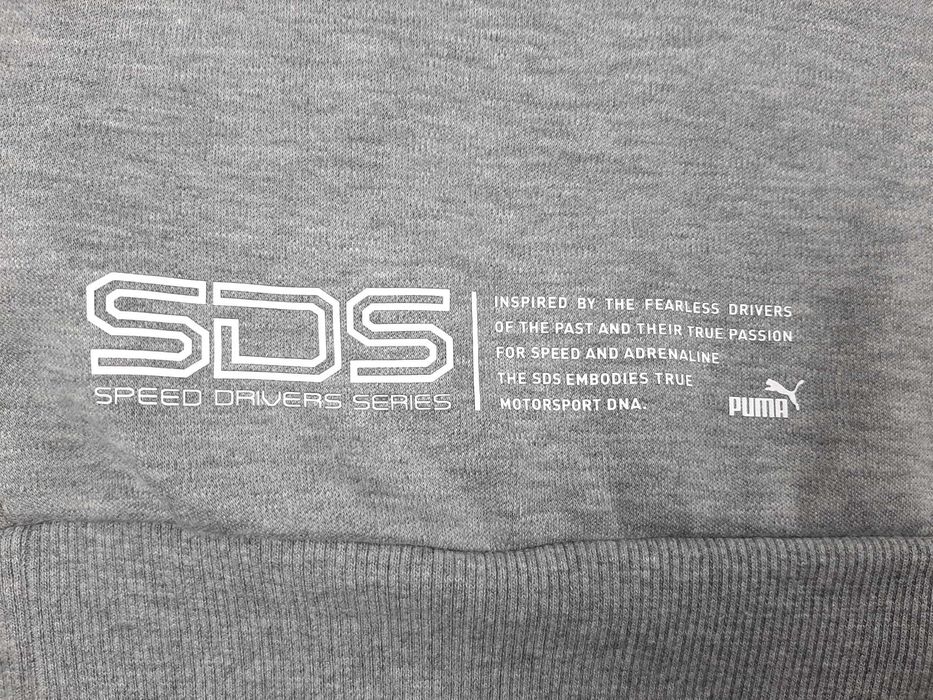 SDS
SPEED DRIVERS SERIES
INSPIRED BY THE FEARLESS DRIVERS
OF THE PAST AND THEIR TRUE PASSION
FOR SPEED AND ADRENALINE
THE SDS EMBODIES TRUE
MOTORSPORT DNA.
PUMA